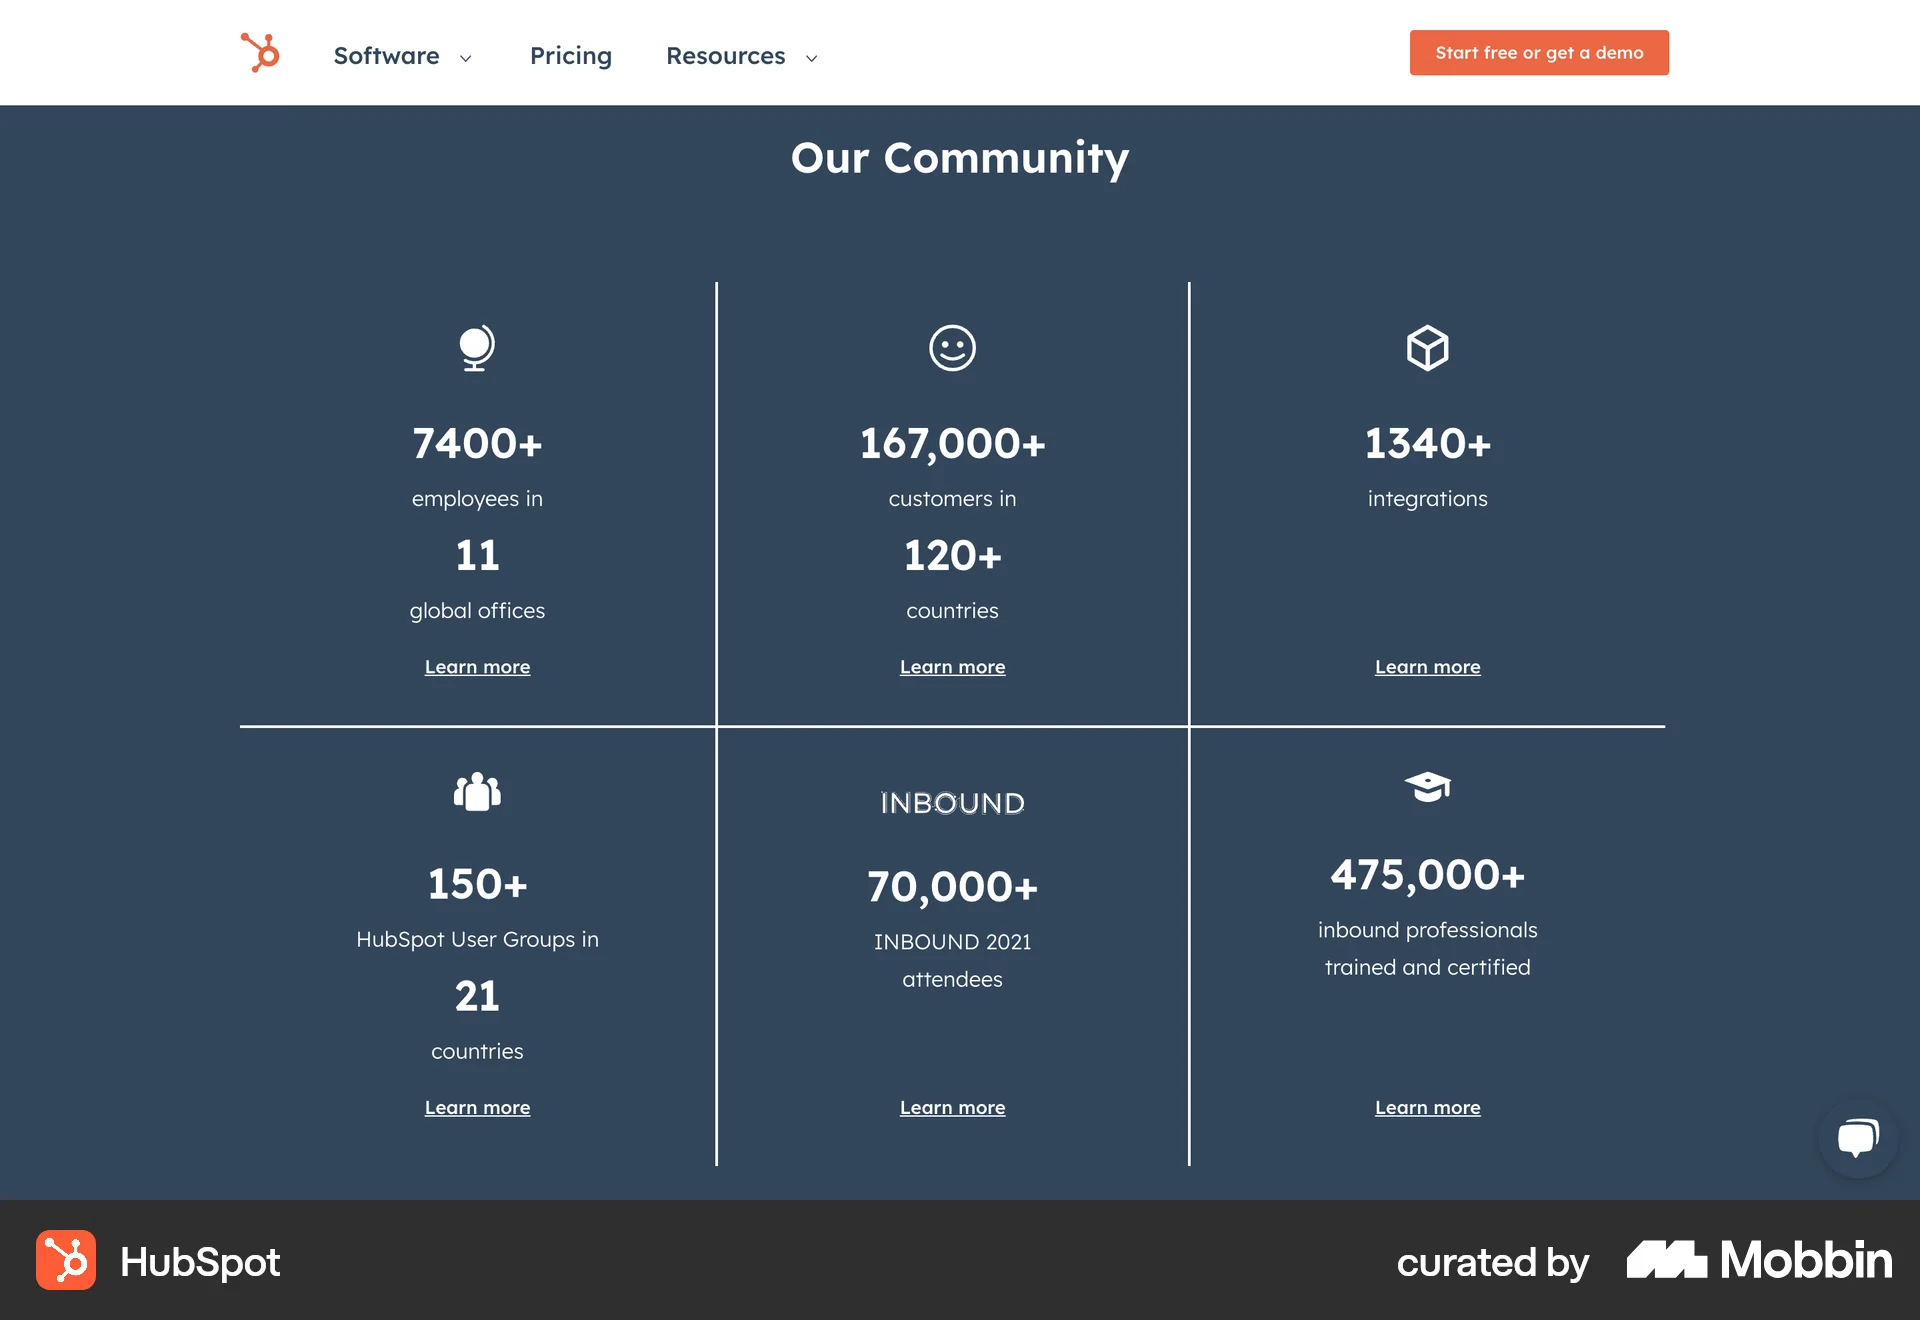 Software
Pricing
Resources
Start free or get a demo
Our Community
7400+
employees in
11
global offices
Learn more
167,000+
customers in
120+
countries
Learn more
1340+
integrations
Learn more
150+
HubSpot User Groups in
21
countries
Learn more
INBOUND
70,000+
INBOUND 2021
attendees
Learn more
475,000+
inbound professionals
trained and certified
Learn more
HubSpot
curated by
Mobbin